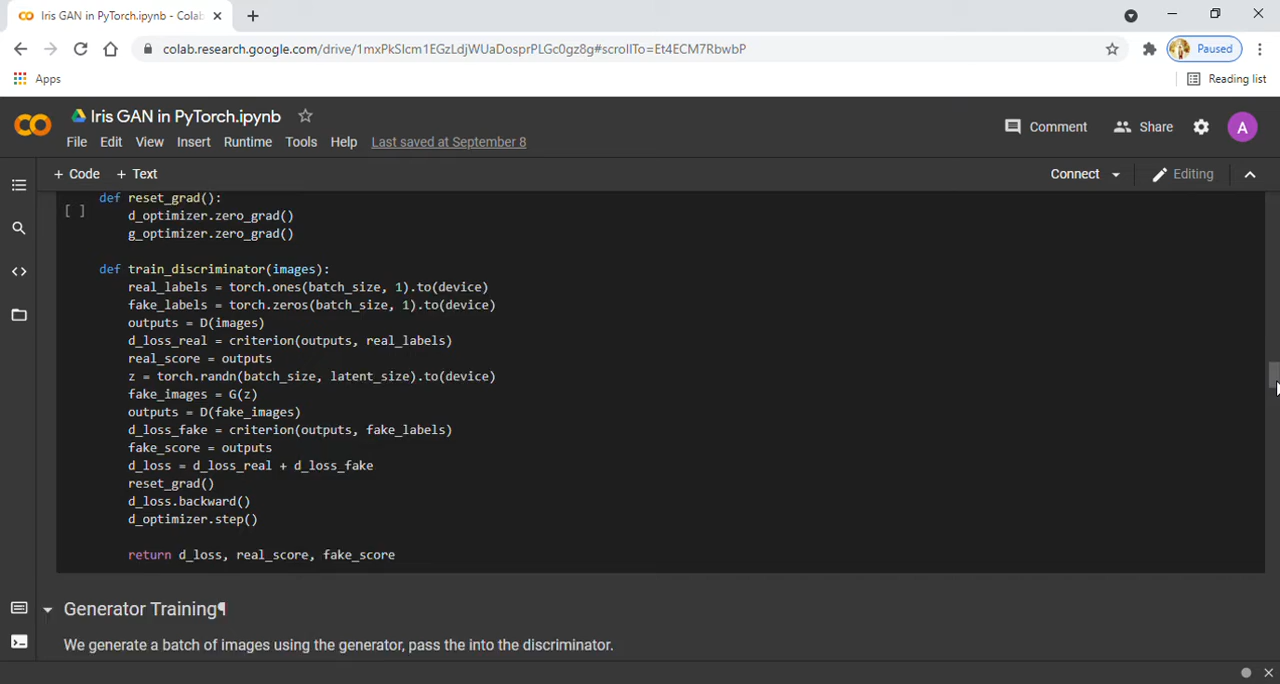 Iris GAN in PyTorch.ipynb - Colab
colab.research.google.com/drive/1mxPkSIcm1EGzLdjWUaDosprPLGc0gz8g#scrollTo=Et4ECM7RbwbP
Paused
Apps
Reading list
Iris GAN in PyTorch.ipynb
File Edit View Insert Runtime Tools Help Last saved at September 8
Comment Share A
+ Code + Text
Connect Editing
def reset_grad():
[ ]
d_optimizer.zero_grad()
g_optimizer.zero_grad()
def train_discriminator(images):
real_labels = torch.ones(batch_size, 1).to(device)
fake_labels = torch.zeros(batch_size, 1).to(device)
outputs = D(images)
d_loss_real = criterion(outputs, real_labels)
real_score = outputs
z = torch.randn(batch_size, latent_size).to(device)
fake_images = G(z)
outputs = D(fake_images)
d_loss_fake = criterion(outputs, fake_labels)
fake_score = outputs
d_loss = d_loss_real + d_loss_fake
reset_grad()
d_loss.backward()
d_optimizer.step()
return d_loss, real_score, fake_score
Generator Training¶
We generate a batch of images using the generator, pass the into the discriminator.